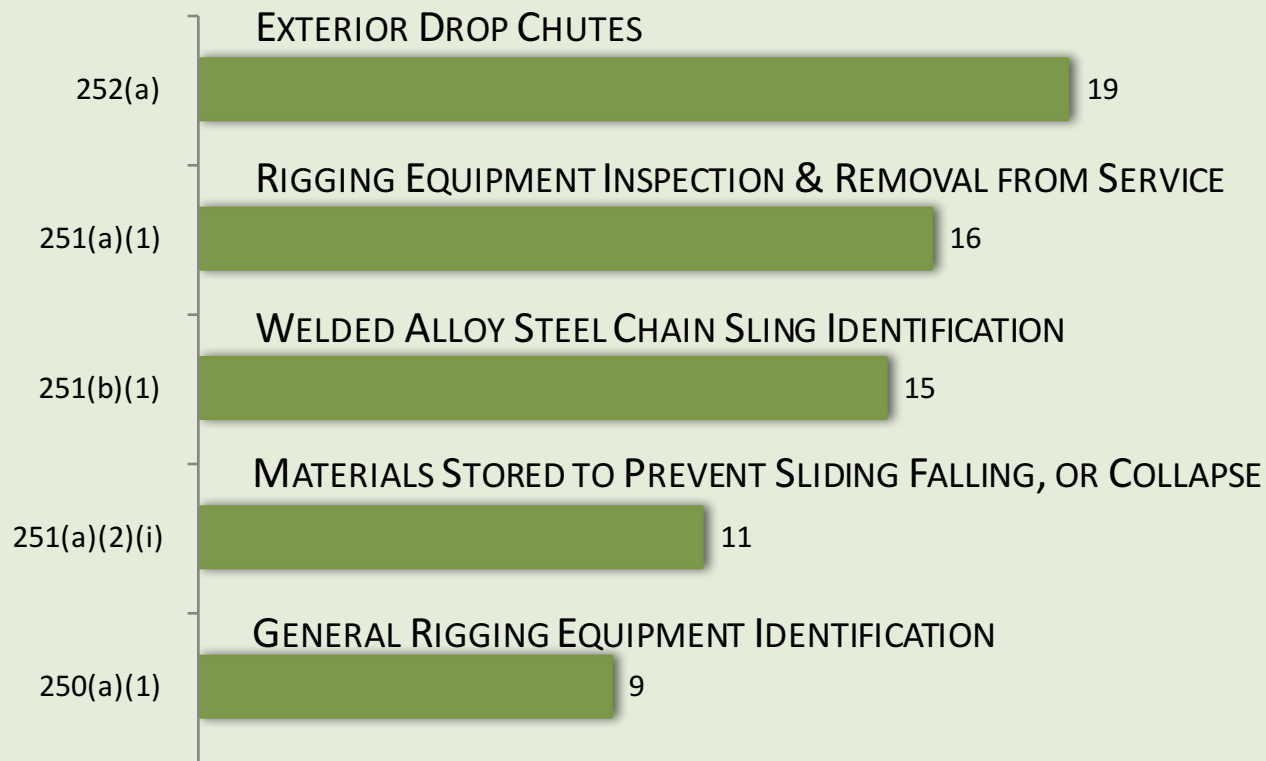 EXTERIOR DROP CHUTES
252(a) 19
RIGGING EQUIPMENT INSPECTION & REMOVAL FROM SERVICE
251(a)(1) 16
WELDED ALLOY STEEL CHAIN SLING IDENTIFICATION
251(b)(1) 15
MATERIALS STORED TO PREVENT SLIDING FALLING, OR COLLAPSE
251(a)(2)(i) 11
GENERAL RIGGING EQUIPMENT IDENTIFICATION
250(a)(1) 9